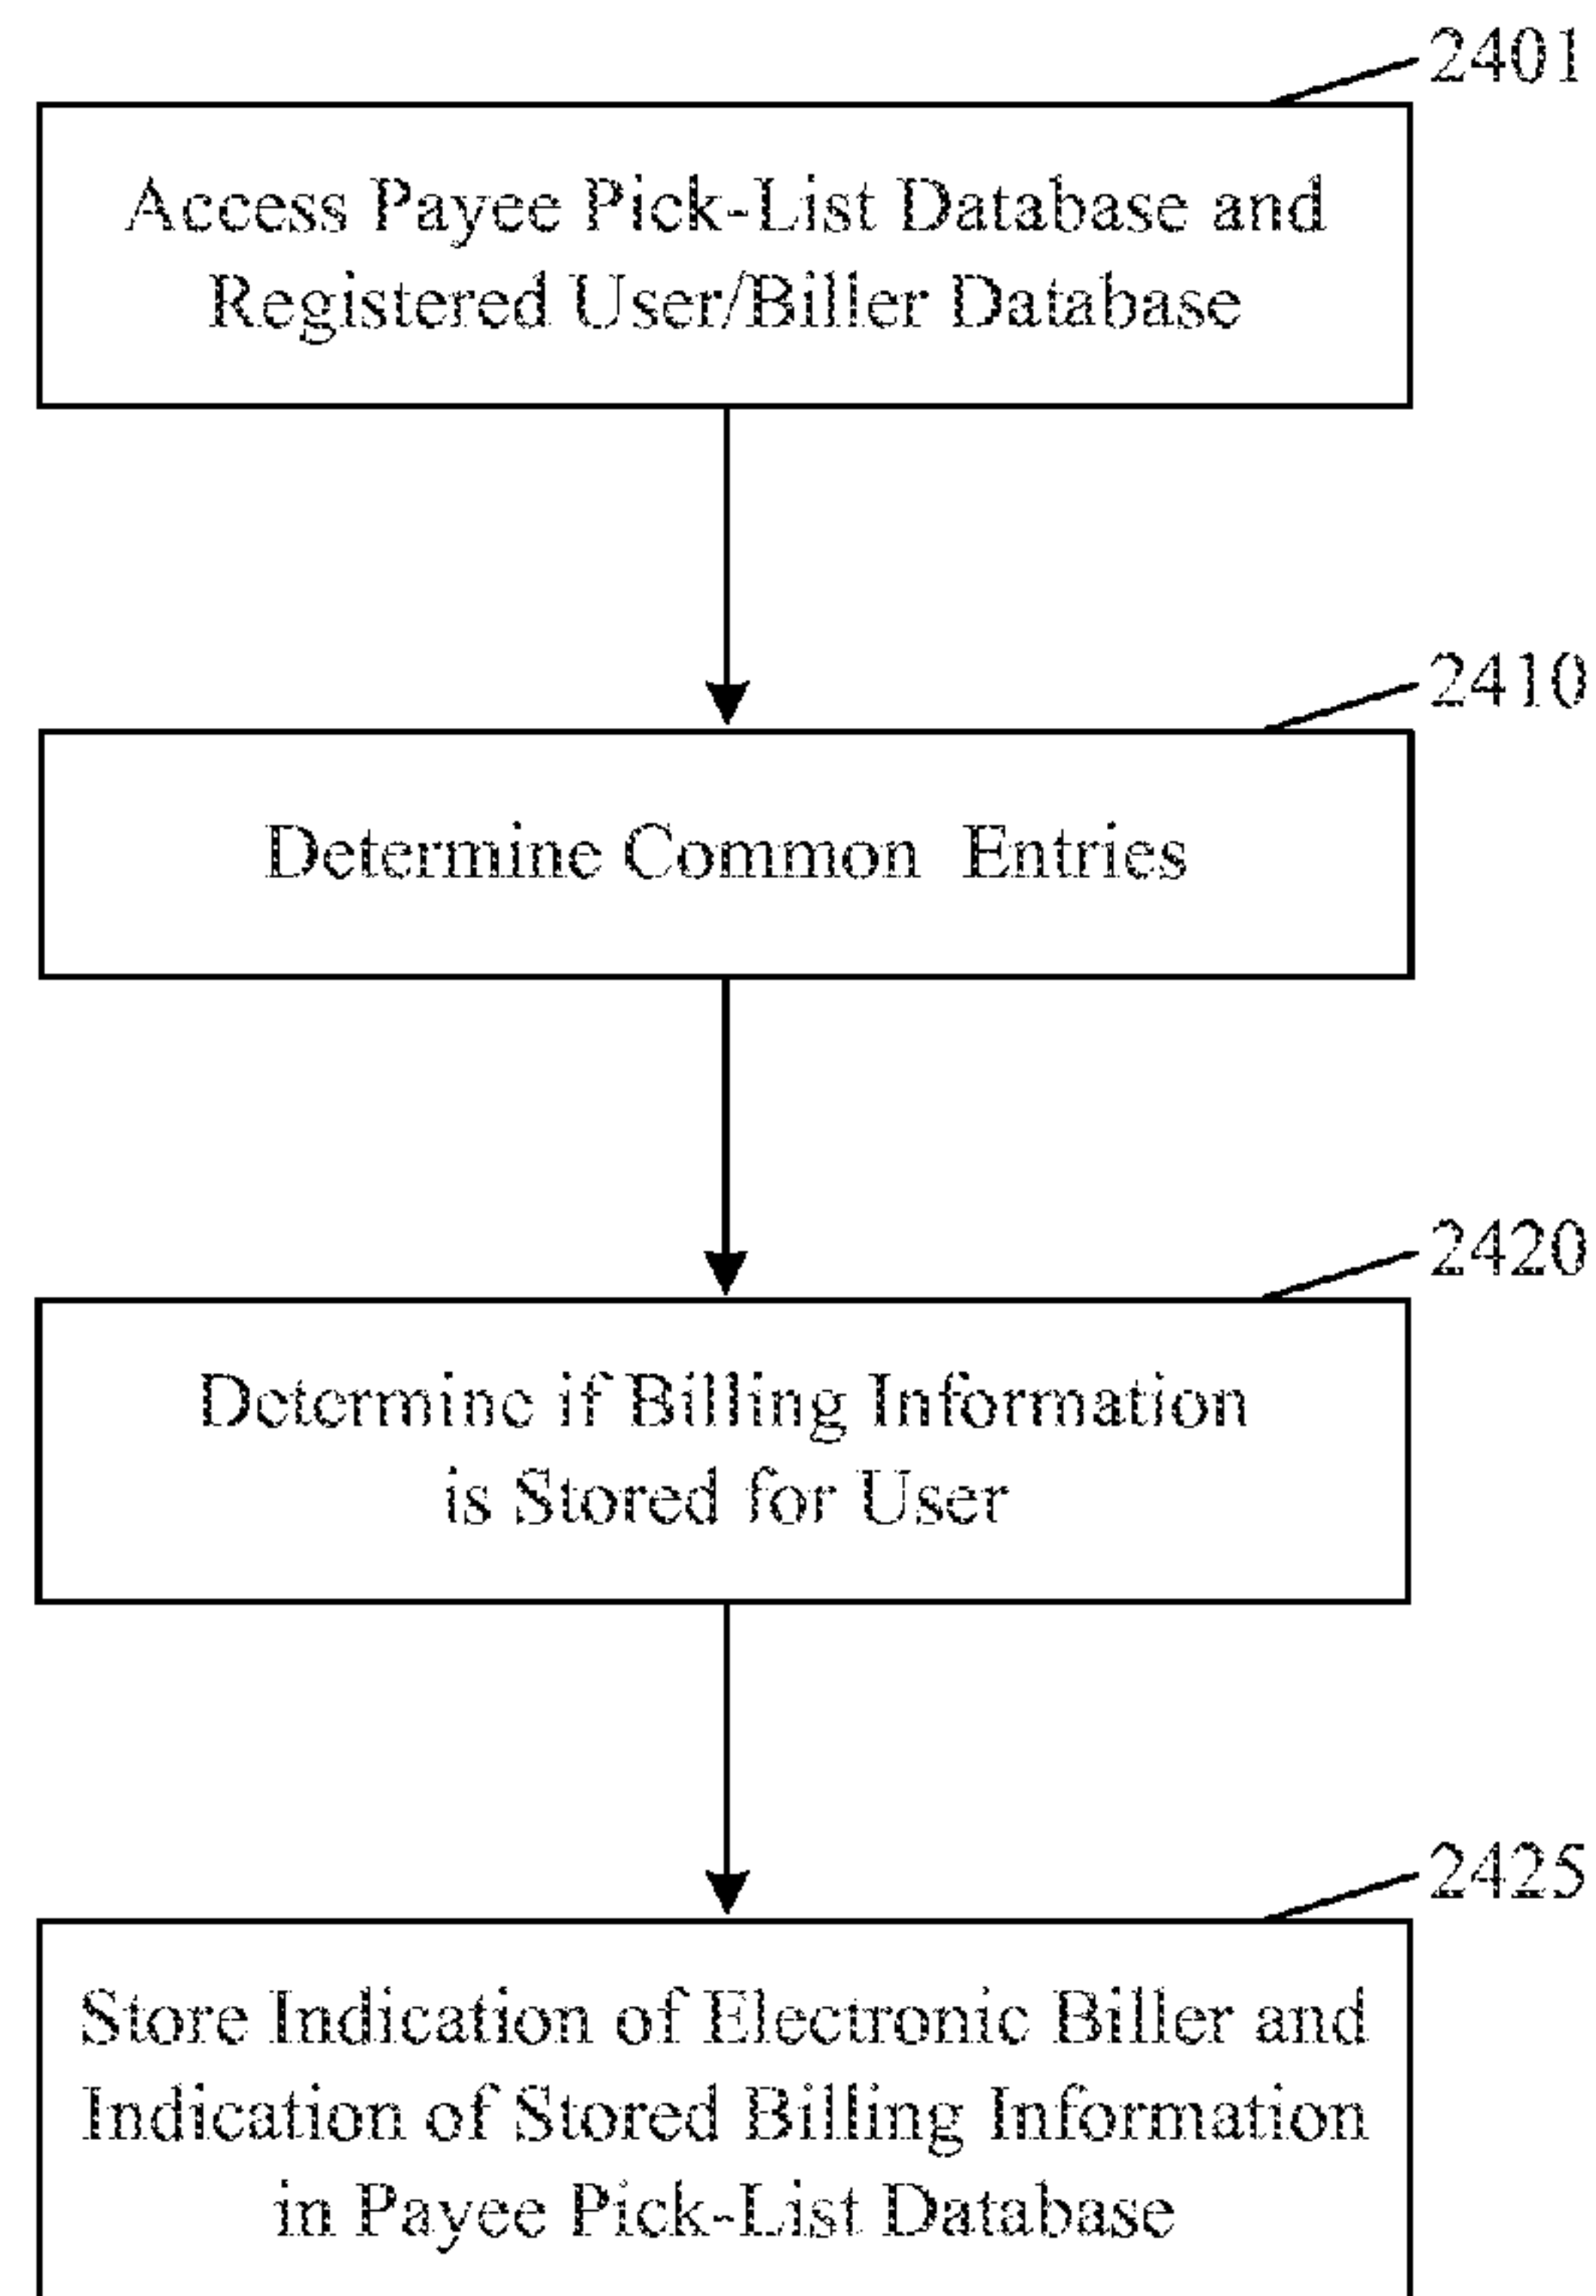 2401
Access Payee Pick-List Database and
Registered User/Biller Database
2410
Determine Common Entries
2420
Determine if Billing Information
is Stored for User
2425
Store Indication of Electronic Biller and
Indication of Stored Billing Information
in Payee Pick-List Database